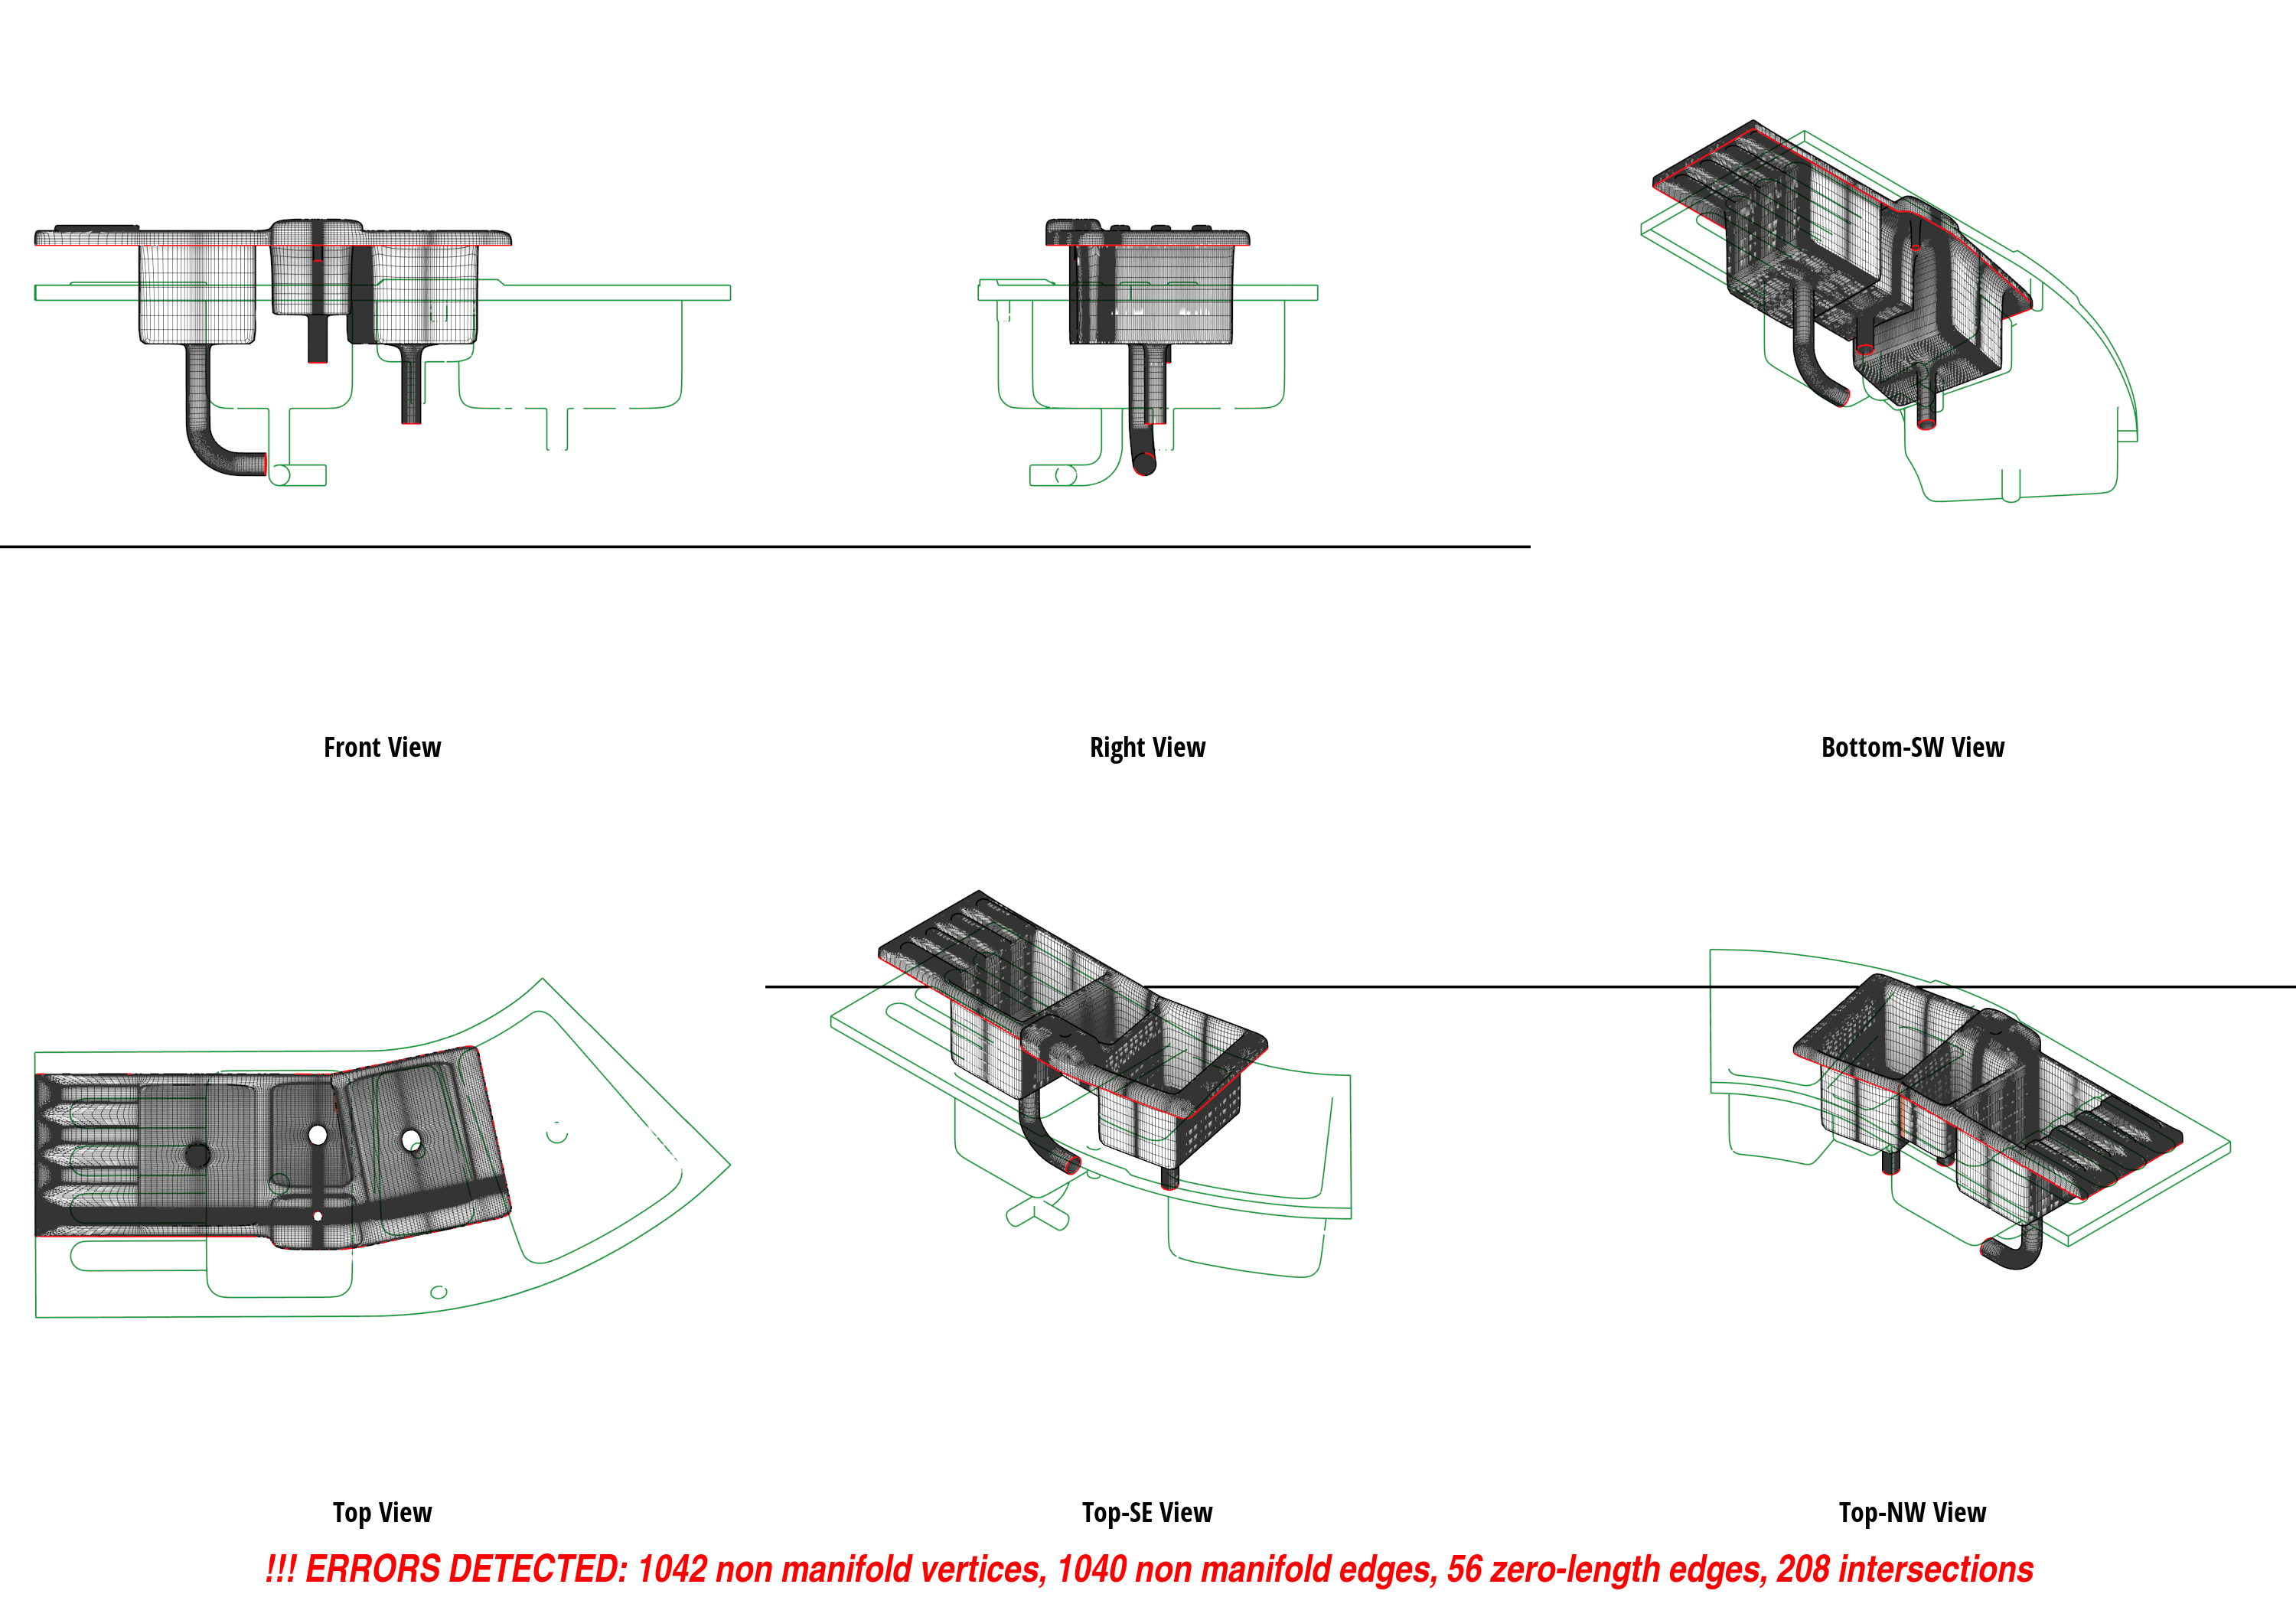 Front View
Right View
Bottom-SW View
Top View
Top-SE View
Top-NW View
!!! ERRORS DETECTED: 1042 non manifold vertices, 1040 non manifold edges, 56 zero-length edges, 208 intersections